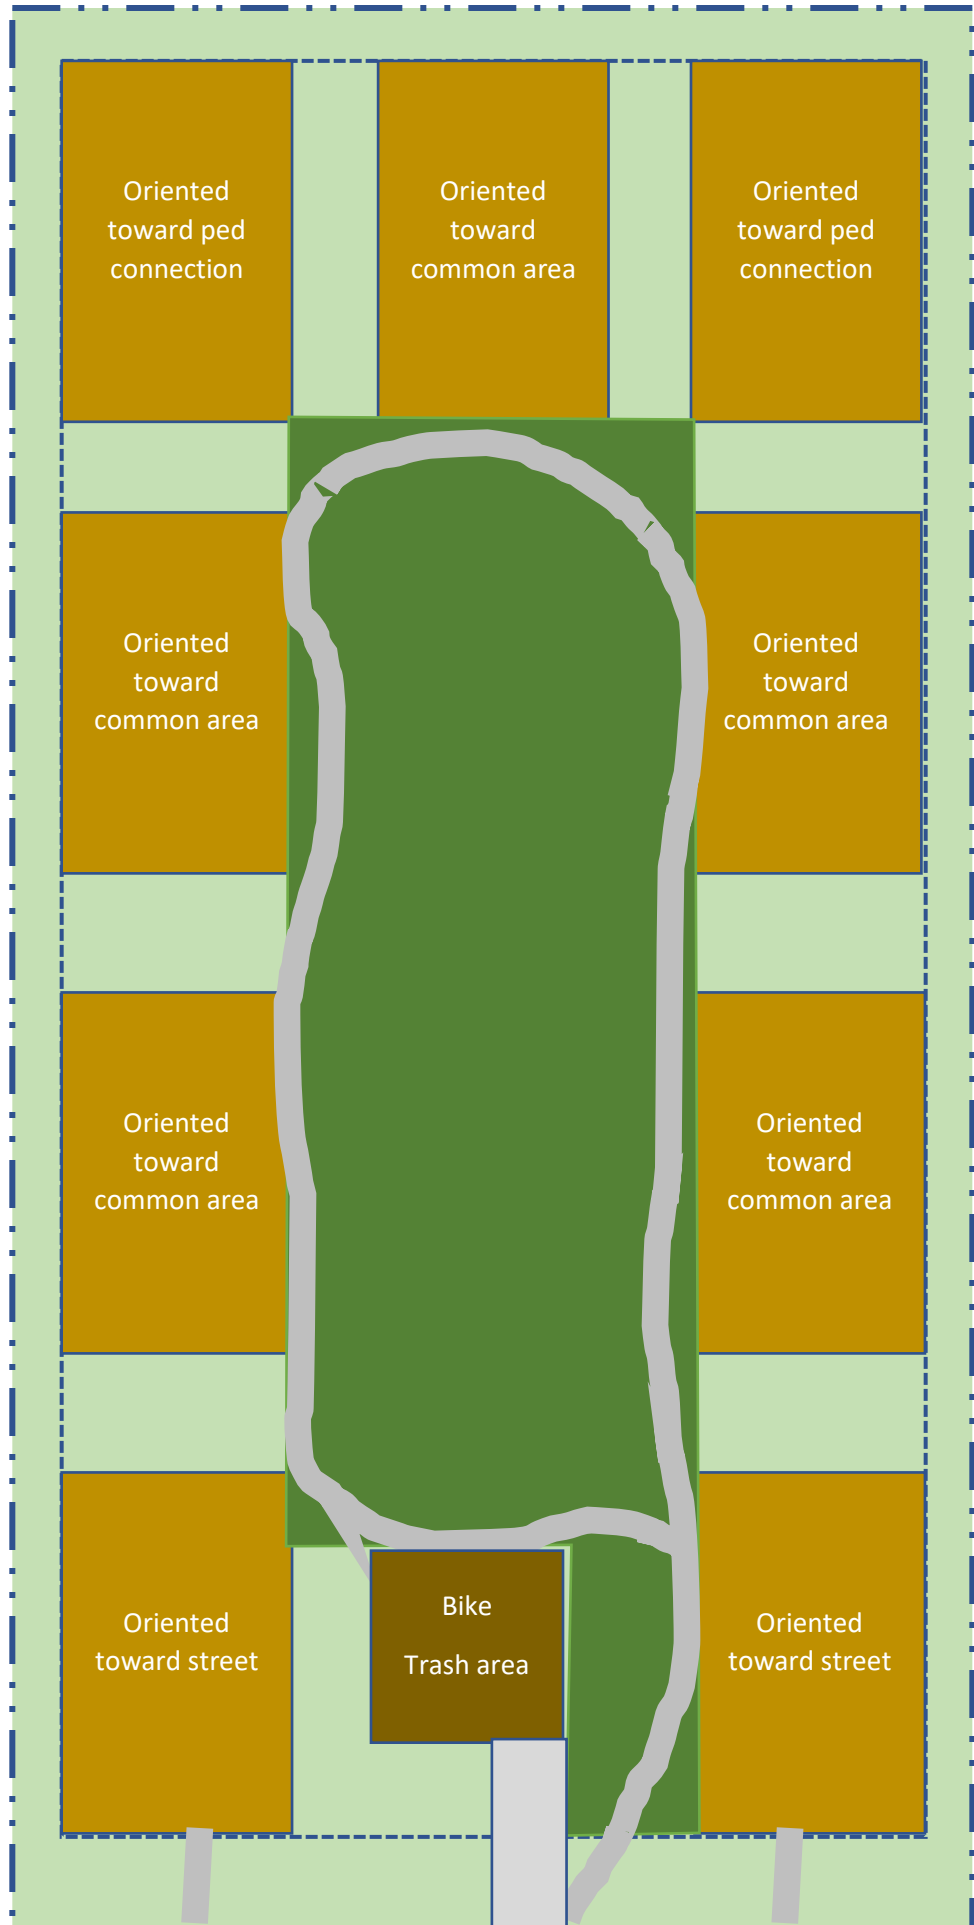 Oriented
toward ped
connection
Oriented
toward
common area
Oriented
toward ped
connection
Oriented
toward
common area
Oriented
toward
common area
Oriented
toward
common area
Oriented
toward
common area
Oriented
toward street
Bike
Trash area
Oriented
toward street